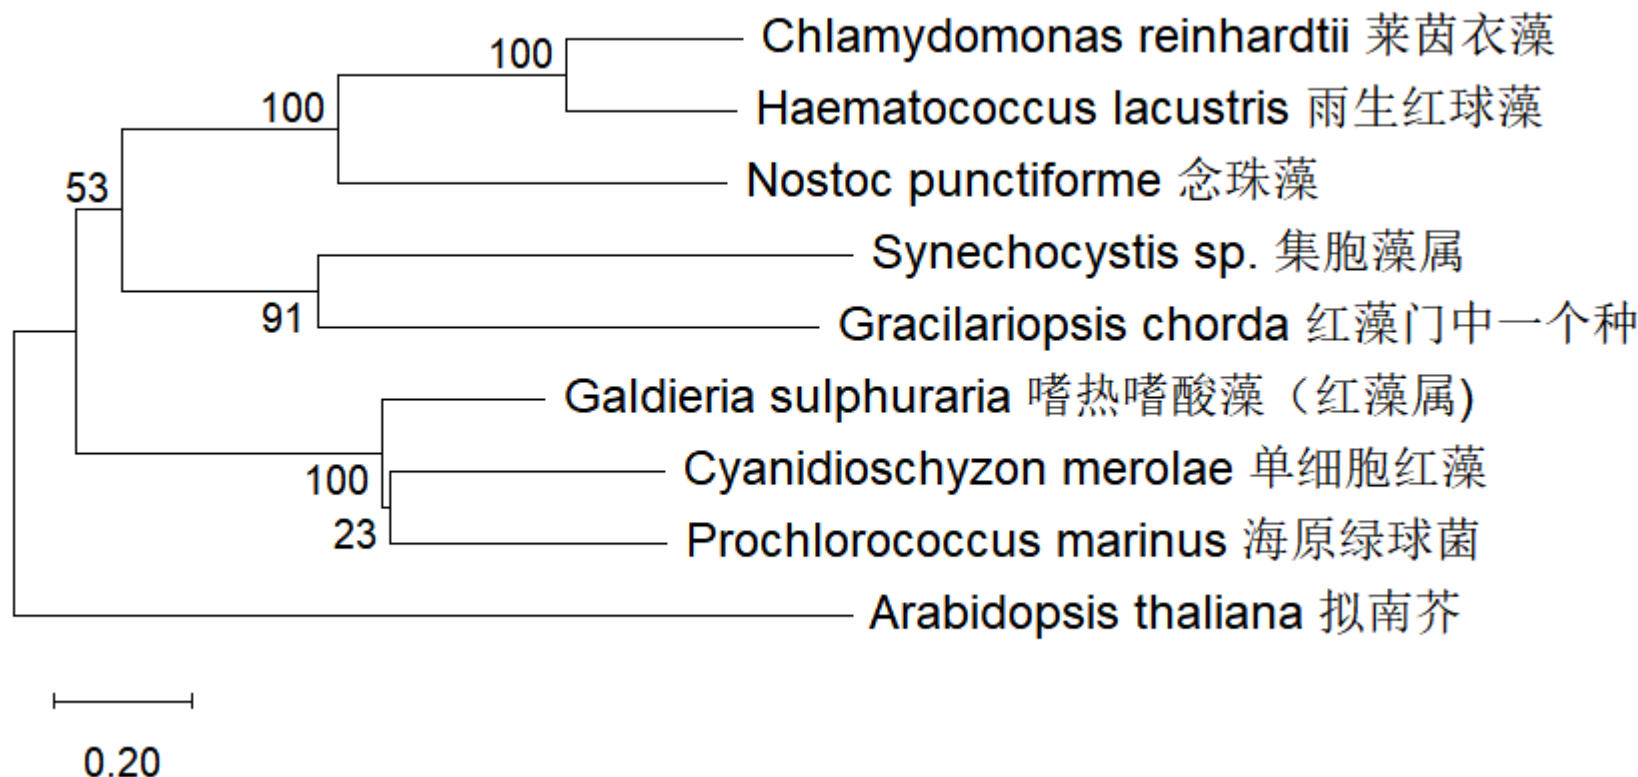 100
Chlamydomonas reinhardtii 莱茵衣藻
100
Haematococcus lacustris 雨生红球藻
53
Nostoc punctiforme 念珠藻
Synechocystis sp. 集胞藻属
91
Gracilariopsis chorda 红藻门中一个种
Galdieria sulphuraria 嗜热嗜酸藻（红藻属)
100
Cyanidioschyzon merolae 单细胞红藻
23
Prochlorococcus marinus 海原绿球菌
Arabidopsis thaliana 拟南芥
0.20